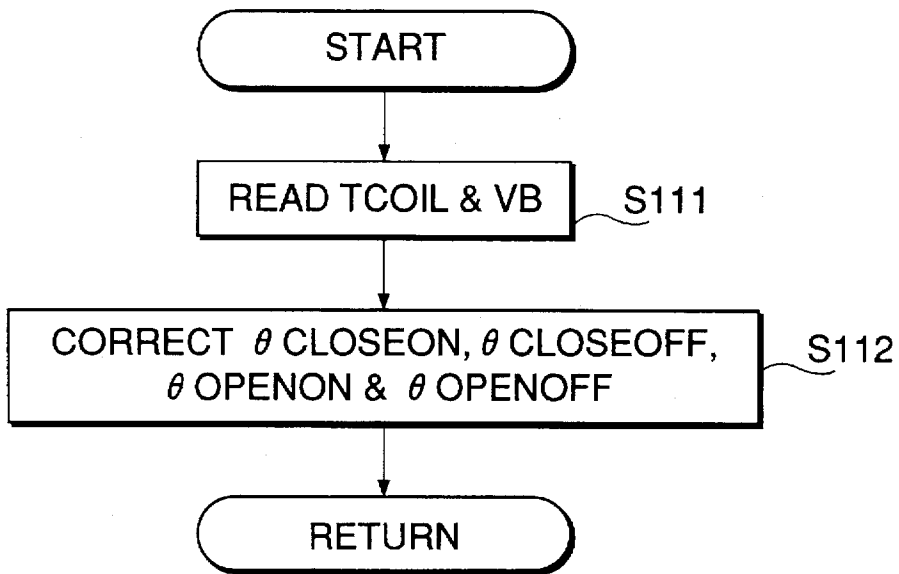 START
READ TCOIL & VB
S111
CORRECT θ CLOSEON, θ CLOSEOFF,
θ OPENON & θ OPENOFF
S112
RETURN